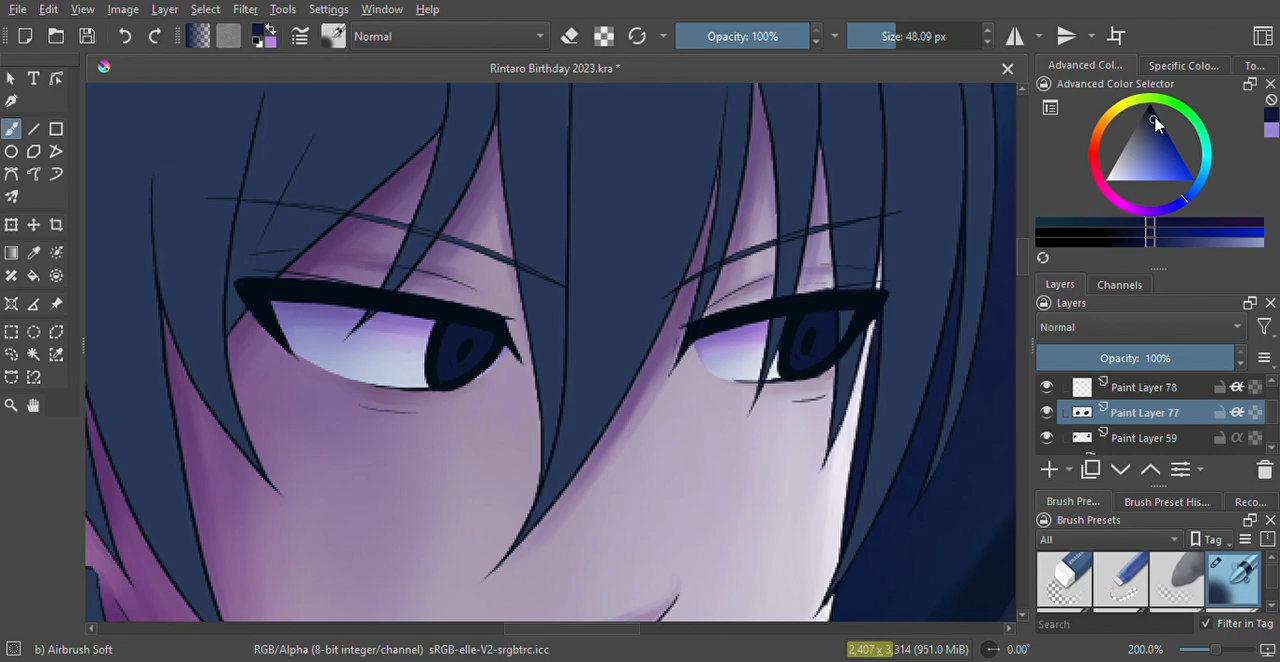 File Edit View Image Layer Select Filter Tools Settings Window Help
Normal Opacity: 100% Size: 48.09 px
Rintaro Birthday 2023.kra *
Advanced Col... Specific Colo... To...
Advanced Color Selector
Layers Channels
Layers
Normal
Opacity: 100%
Paint Layer 78
Paint Layer 77
Paint Layer 59
Brush Pre... Brush Preset His... Reco...
Brush Presets
All Tag
Search Filter in Tag
b) Airbrush Soft RGB/Alpha (8-bit integer/channel) sRGB-elle-V2-srgbtrc.icc 2,407 x 3,314 (951.0 MiB) 0.00° 200.0%